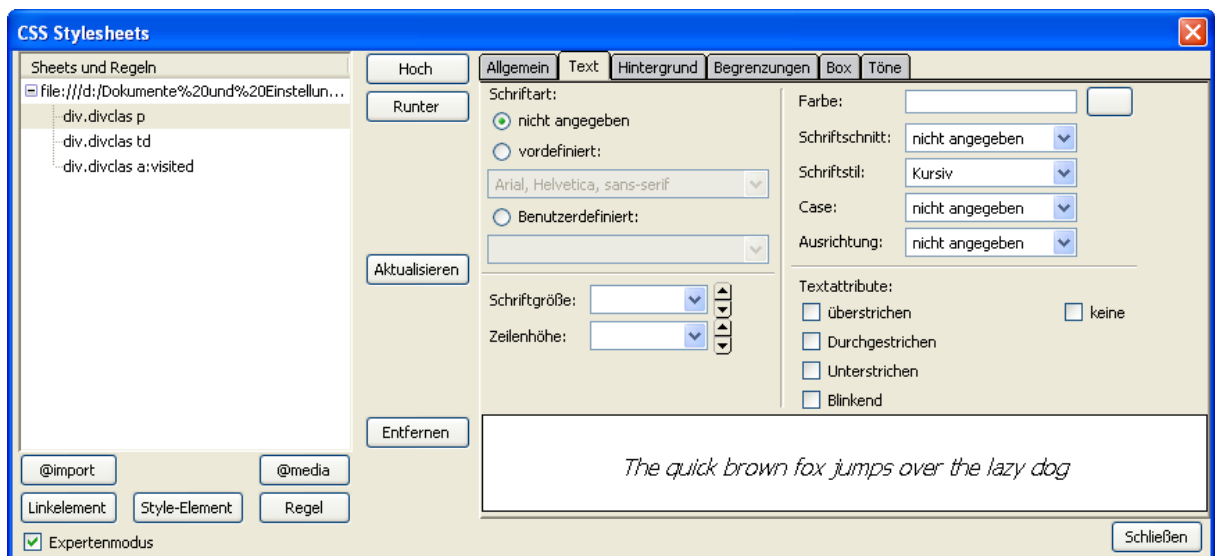 CSS Stylesheets
Sheets und Regeln
file:///d:/Dokumente%20und%20Einstellun...
div.divclas p
div.divclas td
div.divclas a:visited
@import
@media
Linkelement
Style-Element
Regel
Expertenmodus
Hoch
Runter
Aktualisieren
Entfernen
Allgemein Text Hintergrund Begrenzungen Box Töne
Schriftart:
nicht angegeben
vordefiniert:
Arial, Helvetica, sans-serif
Benutzerdefiniert:
Schriftgröße:
Zeilenhöhe:
Farbe:
Schriftschnitt: nicht angegeben
Schriftstil: Kursiv
Case: nicht angegeben
Ausrichtung: nicht angegeben
Textattribute:
überstrichen
keine
Durchgestrichen
Unterstrichen
Blinkend
The quick brown fox jumps over the lazy dog
Schließen